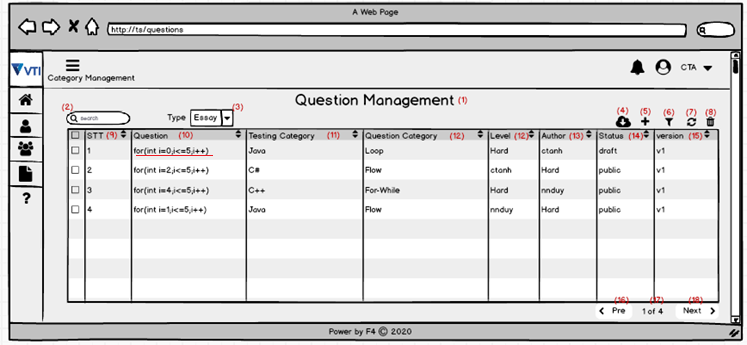 A Web Page
http://ts/questions
VTI
Category Management
CTA
Question Management (1)
(2) search
Type Essay (3)
(4) (5) (6) (7) (8)
STT (9) Question (10) Testing Category (11) Question Category (12) Level (12) Author (13) Status (14) version (15)
1 for(int i=0,i<=5,i++) Java Loop Hard ctanh draft v1
2 for(int i=2,i<=5,i++) C# Flow ctanh Hard public v1
3 for(int i=4,i<=5,i++) C++ For-While Hard nnduy public v1
4 for(int i=1,i<=5,i++) Java Flow nnduy Hard public v1
?
(16) (17) (18)
< Pre 1 of 4 Next >
Power by F4 © 2020